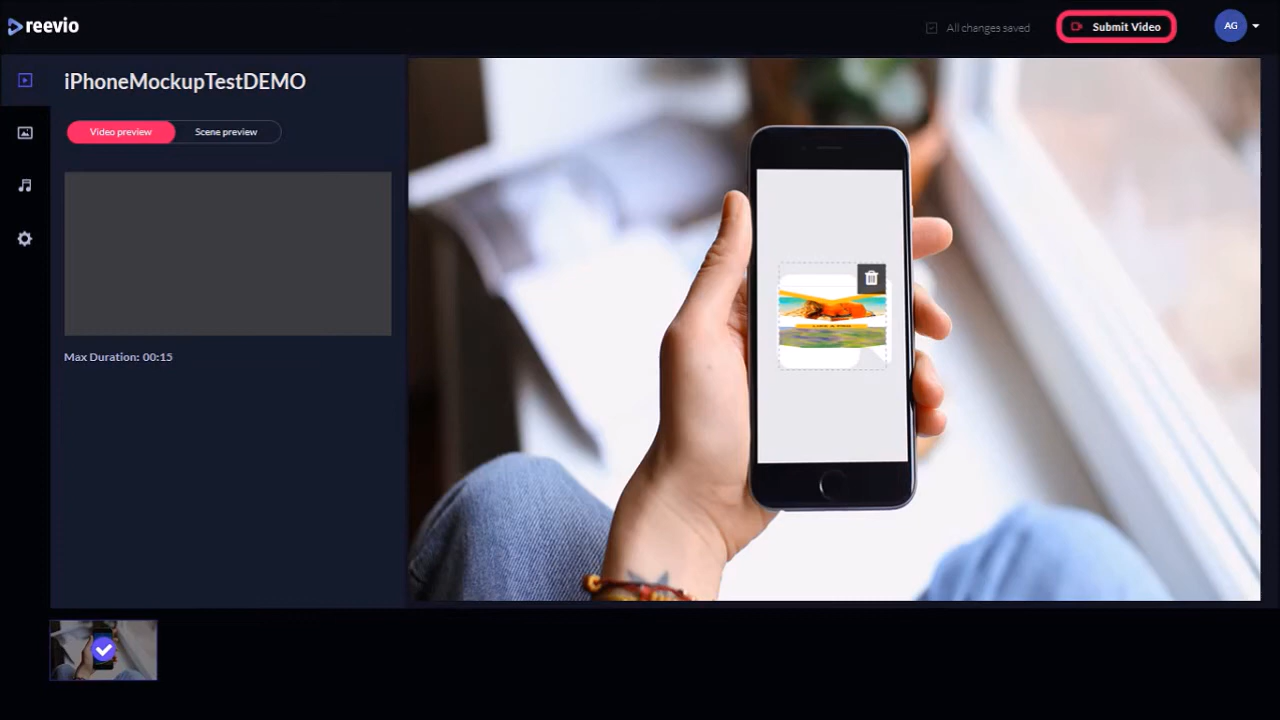 reevio
All changes saved
Submit Video
AG
iPhoneMockupTestDEMO
Video preview
Scene preview
Max Duration: 00:15